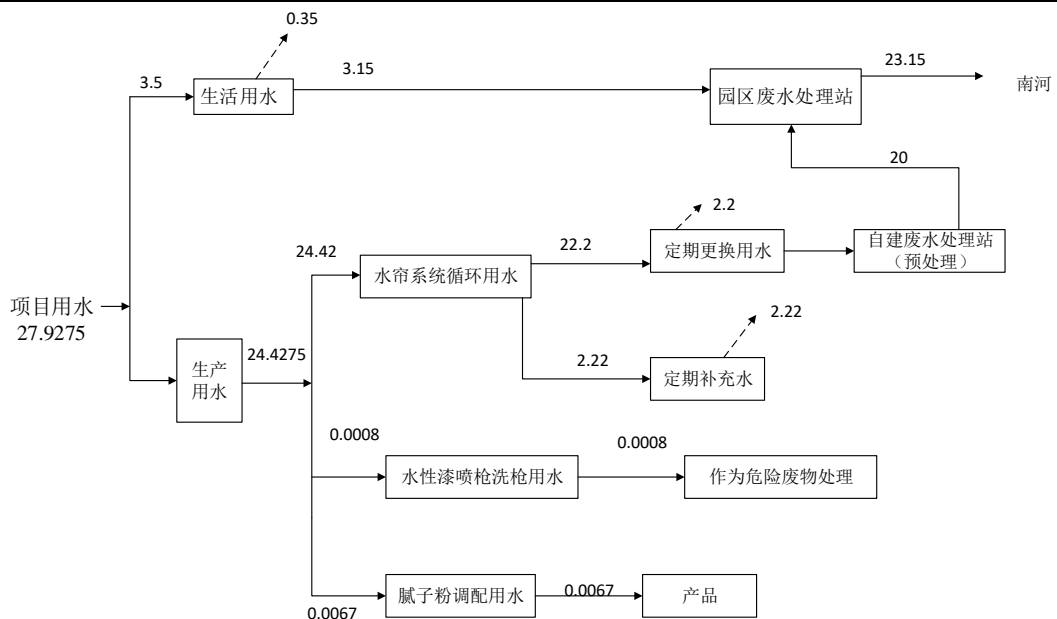 0.35
3.5
生活用水
3.15
园区废水处理站
23.15
南河
20
2.2
24.42
水帘系统循环用水
22.2
定期更换用水
自建废水处理站
（预处理）
项目用水
27.9275
生产
用水
24.4275
2.22
2.22
定期补充水
0.0008
水性漆喷枪洗枪用水
0.0008
作为危险废物处理
0.0067
腻子粉调配用水
0.0067
产品